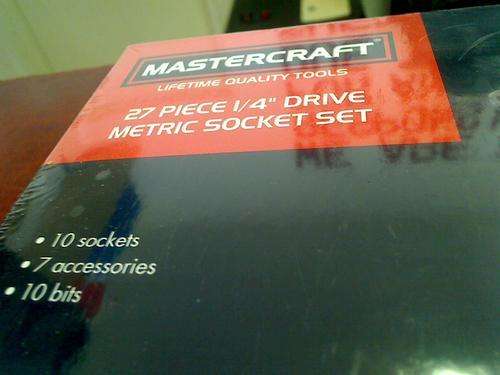 MASTERCRAFT
LIFETIME QUALITY TOOLS
27 PIECE 1/4" DRIVE
METRIC SOCKET SET
• 10 sockets
• 7 accessories
• 10 bits